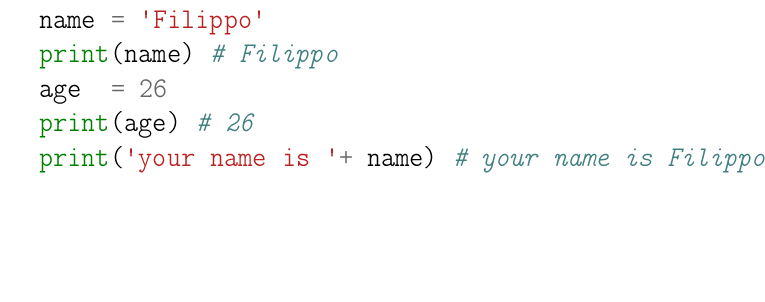 name = 'Filippo'
print(name) # Filippo
age  = 26
print(age) # 26
print('your name is '+ name) # your name is Filippo